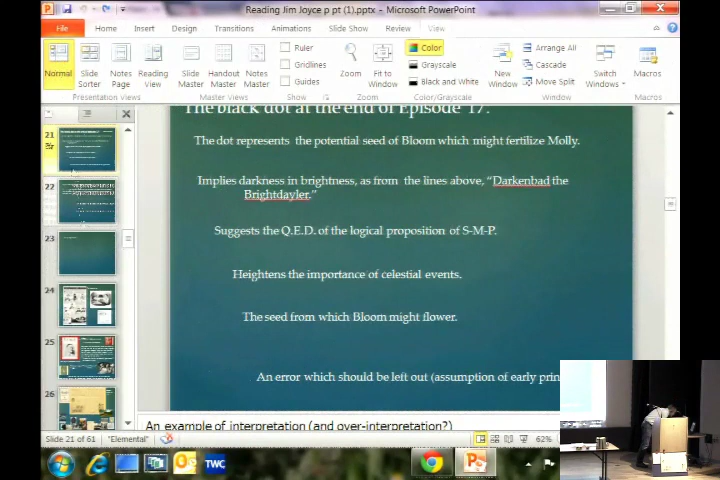 Reading Jim Joyce p pt (1).pptx - Microsoft PowerPoint
File Home Insert Design Transitions Animations Slide Show Review View
Normal Slide Sorter Notes Page Reading View
Presentation Views
Slide Master Handout Master Notes Master
Master Views
Ruler
Gridlines
Guides
Show
Zoom Fit to Window
Zoom
Color
Grayscale
Black and White
Color/Grayscale
New Window
Arrange All
Cascade
Move Split
Switch Windows
Window
Macros
Macros
21
22
23
24
25
26
The black dot at the end of Episode 17.
The dot represents the potential seed of Bloom which might fertilize Molly.
Implies darkness in brightness, as from the lines above, “Darkenbad the
Brightdayler.”
Suggests the Q.E.D. of the logical proposition of S-M-P.
Heightens the importance of celestial events.
The seed from which Bloom might flower.
An error which should be left out (assumption of early prin
An example of interpretation (and over-interpretation?)
Slide 21 of 61 "Elemental" 62%
TWC